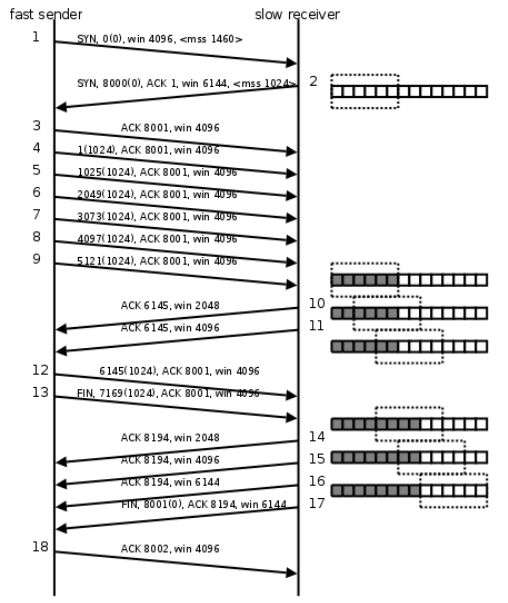 fast sender slow receiver
1 SYN, 0(0), win 4096, <mss 1460>
SYN, 8000(0), ACK 1, win 6144, <mss 1024> 2
3 ACK 8001, win 4096
4 1(1024), ACK 8001, win 4096
5 1025(1024), ACK 8001, win 4096
6 2049(1024), ACK 8001, win 4096
7 3073(1024), ACK 8001, win 4096
8 4097(1024), ACK 8001, win 4096
9 5121(1024), ACK 8001, win 4096
ACK 6145, win 2048 10
ACK 6145, win 4096 11
12 6145(1024), ACK 8001, win 4096
13 FIN, 7169(1024), ACK 8001, win 4096
ACK 8194, win 2048 14
ACK 8194, win 4096 15
ACK 8194, win 6144 16
FIN, 8001(0), ACK 8194, win 6144 17
18 ACK 8002, win 4096